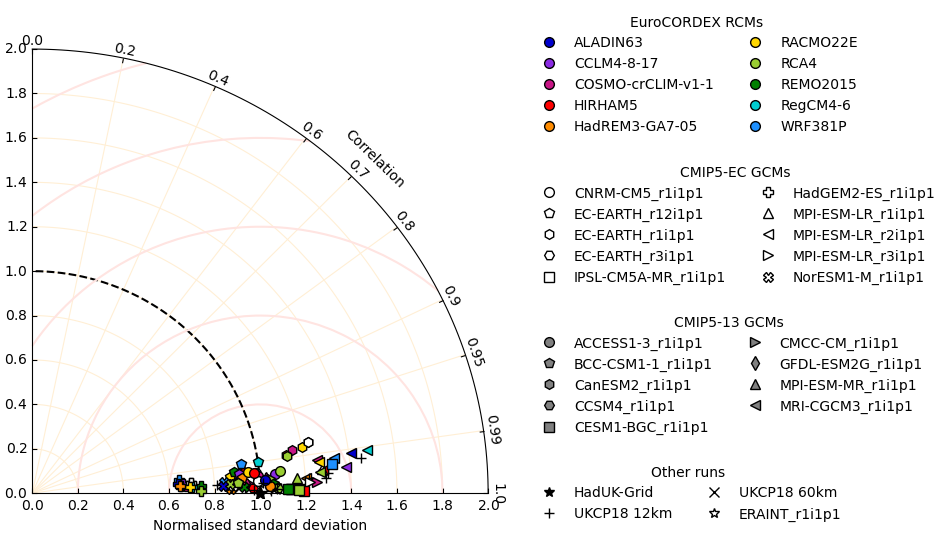 EuroCORDEX RCMs
ALADIN63
RACMO22E
CCLM4-8-17
RCA4
COSMO-crCLIM-v1-1
REMO2015
HIRHAM5
RegCM4-6
HadREM3-GA7-05
WRF381P
CMIP5-EC GCMs
CNRM-CM5_r1i1p1
HadGEM2-ES_r1i1p1
EC-EARTH_r12i1p1
MPI-ESM-LR_r1i1p1
EC-EARTH_r1i1p1
MPI-ESM-LR_r2i1p1
EC-EARTH_r3i1p1
MPI-ESM-LR_r3i1p1
IPSL-CM5A-MR_r1i1p1
NorESM1-M_r1i1p1
CMIP5-13 GCMs
ACCESS1-3_r1i1p1
CMCC-CM_r1i1p1
BCC-CSM1-1_r1i1p1
GFDL-ESM2G_r1i1p1
CanESM2_r1i1p1
MPI-ESM-MR_r1i1p1
CCSM4_r1i1p1
MRI-CGCM3_r1i1p1
CESM1-BGC_r1i1p1
Other runs
HadUK-Grid
UKCP18 60km
UKCP18 12km
ERAINT_r1i1p1
0.0
0.2
0.4
0.6
0.7
0.8
0.9
0.95
0.99
1.0
Correlation
2.0
1.8
1.6
1.4
1.2
1.0
0.8
0.6
0.4
0.2
0.0
0.0 0.2 0.4 0.6 0.8 1.0 1.2 1.4 1.6 1.8 2.0
Normalised standard deviation